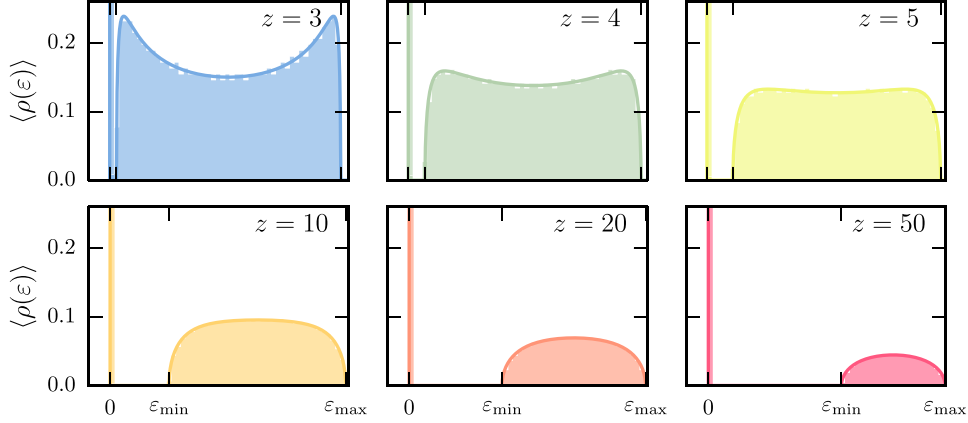 z = 3
z = 4
z = 5
⟨ρ(ε)⟩
0.2
0.1
0.0
z = 10
z = 20
z = 50
⟨ρ(ε)⟩
0.2
0.1
0.0
0 εmin εmax
0 εmin εmax
0 εmin εmax